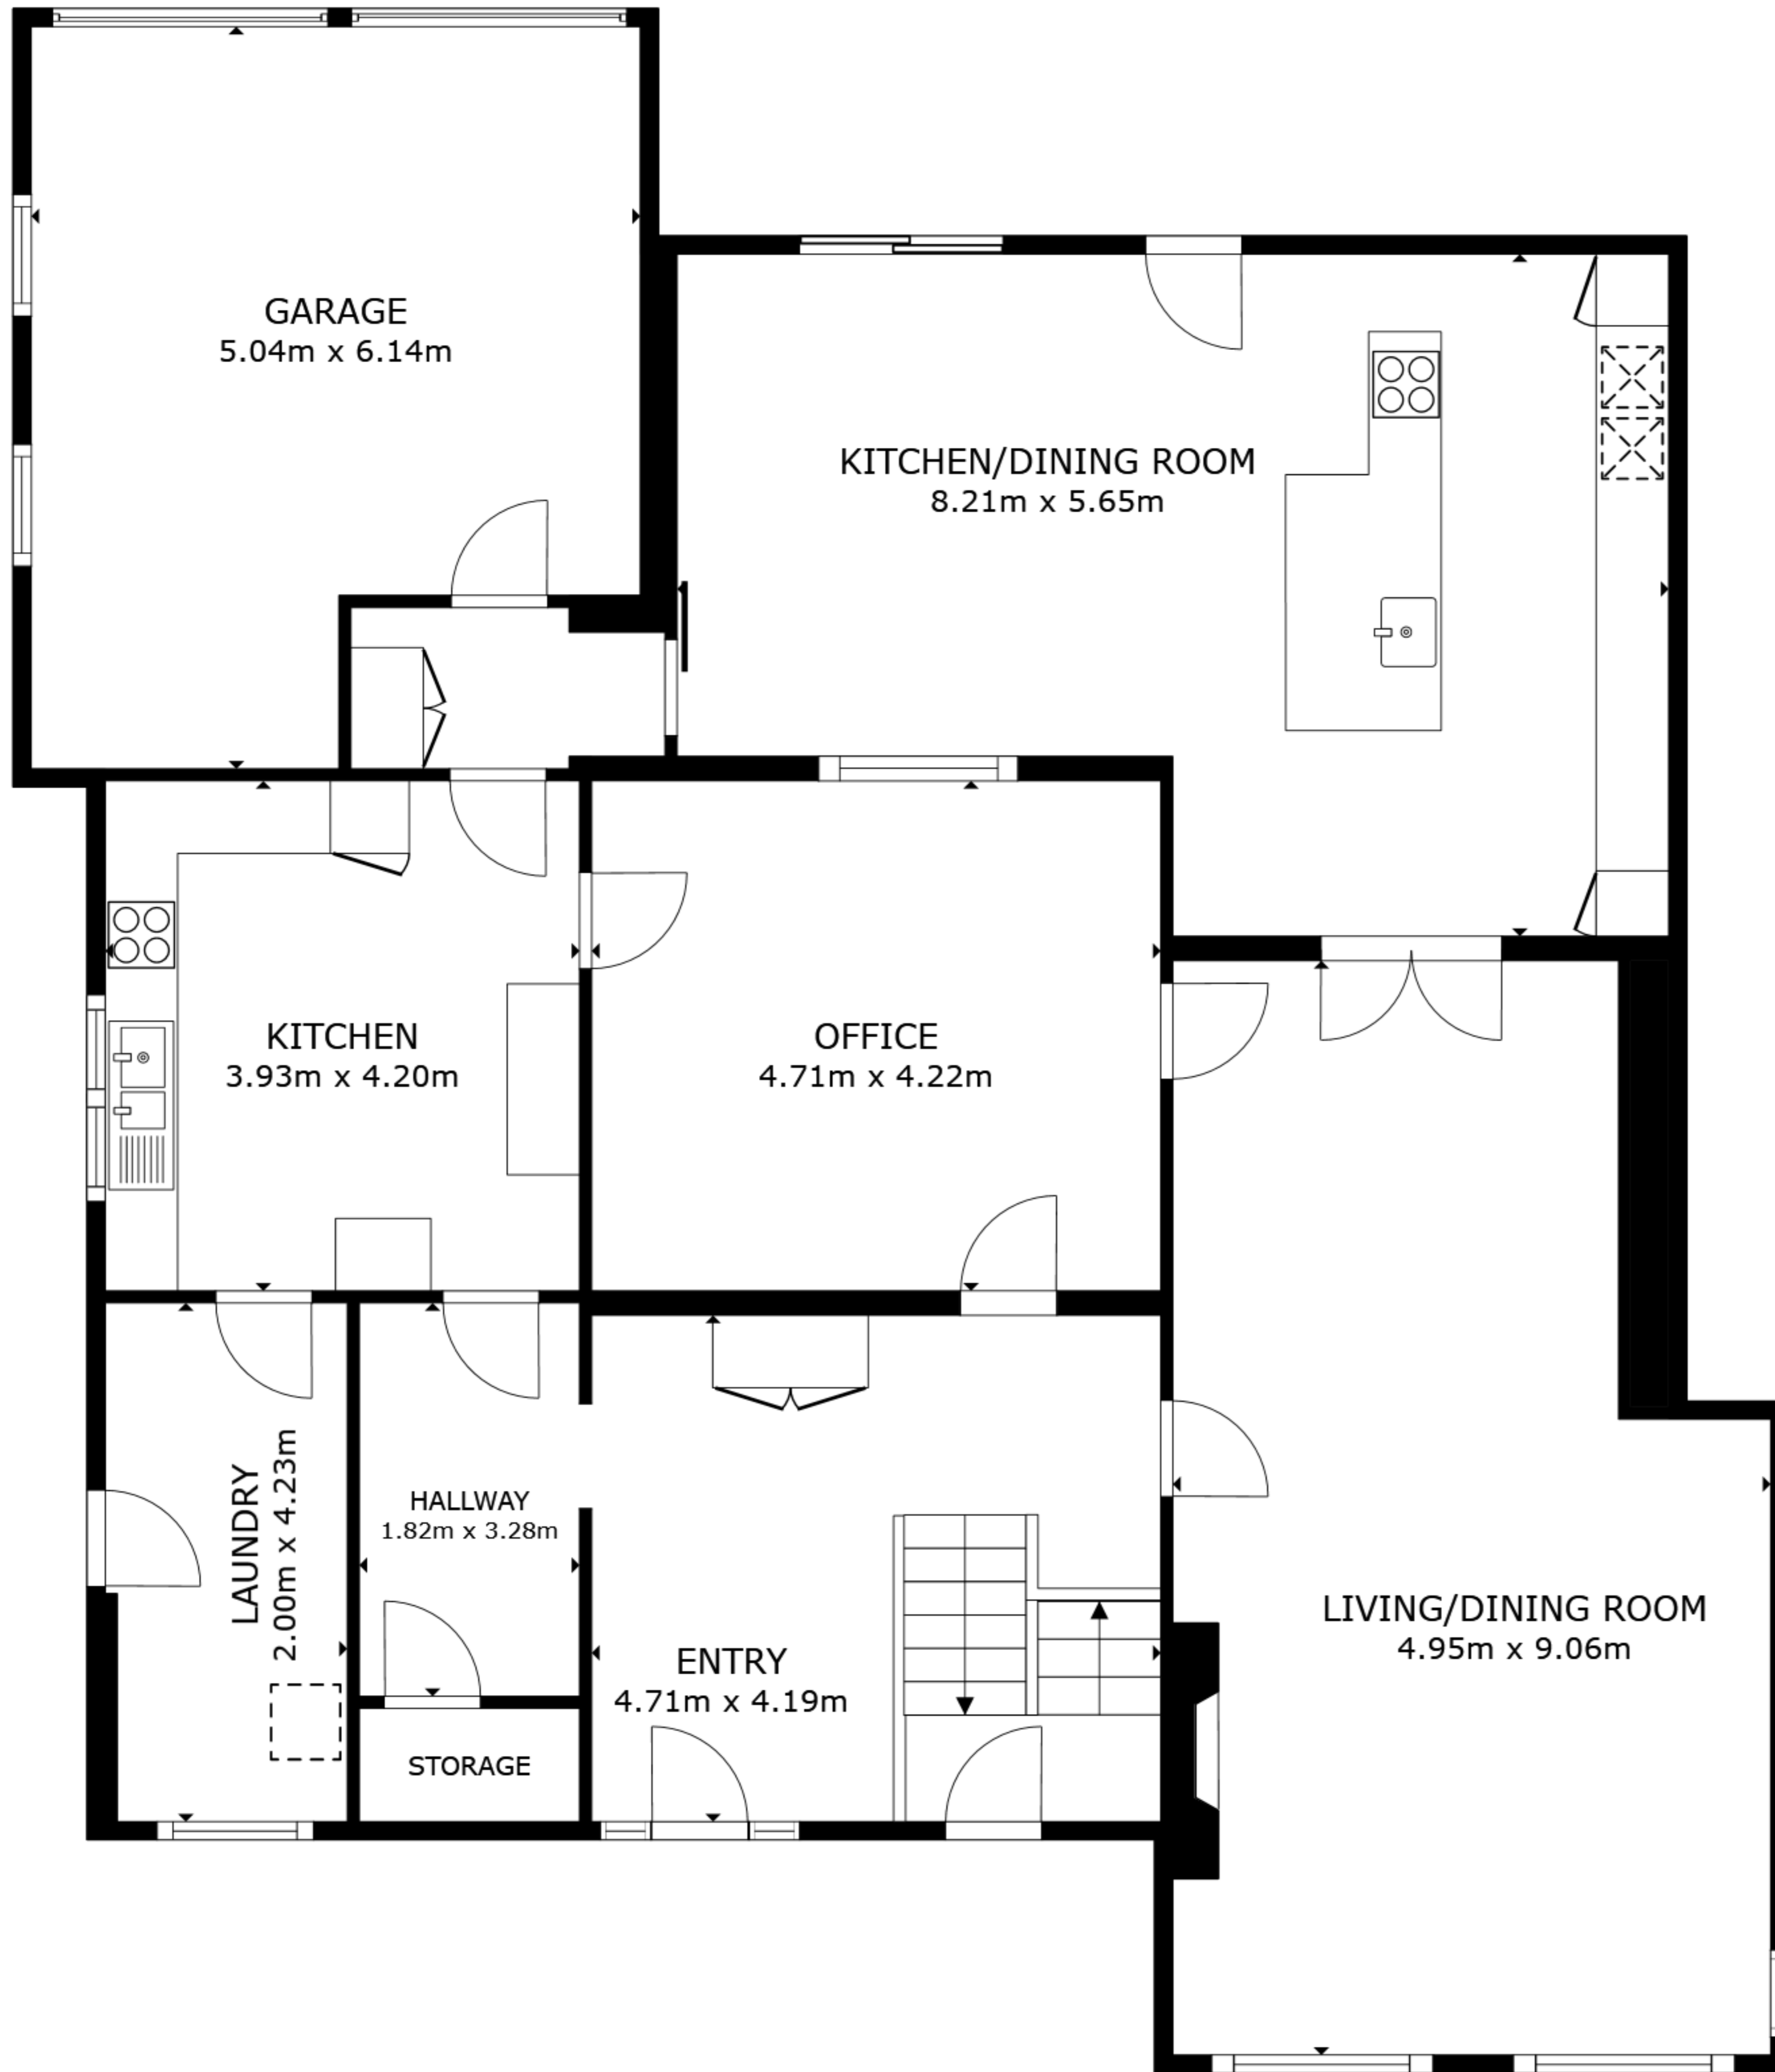 GARAGE
5.04m x 6.14m
KITCHEN/DINING ROOM
8.21m x 5.65m
KITCHEN
3.93m x 4.20m
OFFICE
4.71m x 4.22m
LAUNDRY
2.00m x 4.23m
HALLWAY
1.82m x 3.28m
ENTRY
4.71m x 4.19m
LIVING/DINING ROOM
4.95m x 9.06m
STORAGE